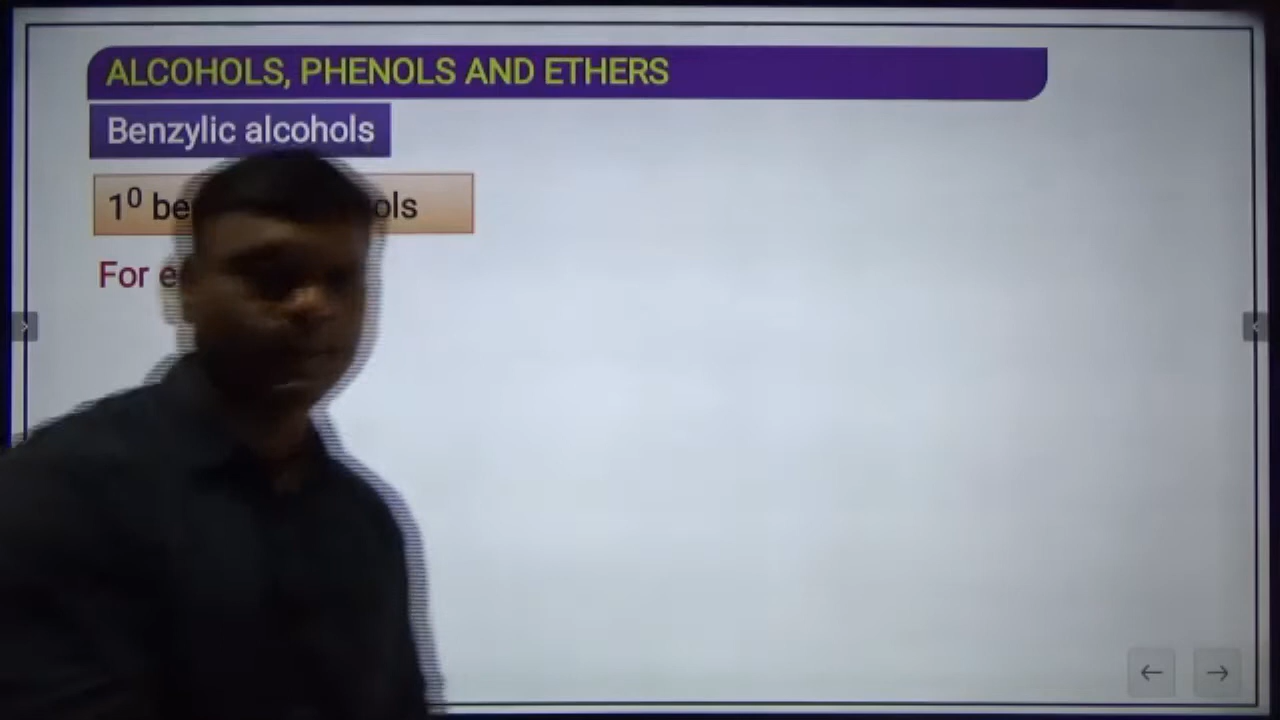 ALCOHOLS, PHENOLS AND ETHERS
Benzylic alcohols
1⁰ be ols
For e